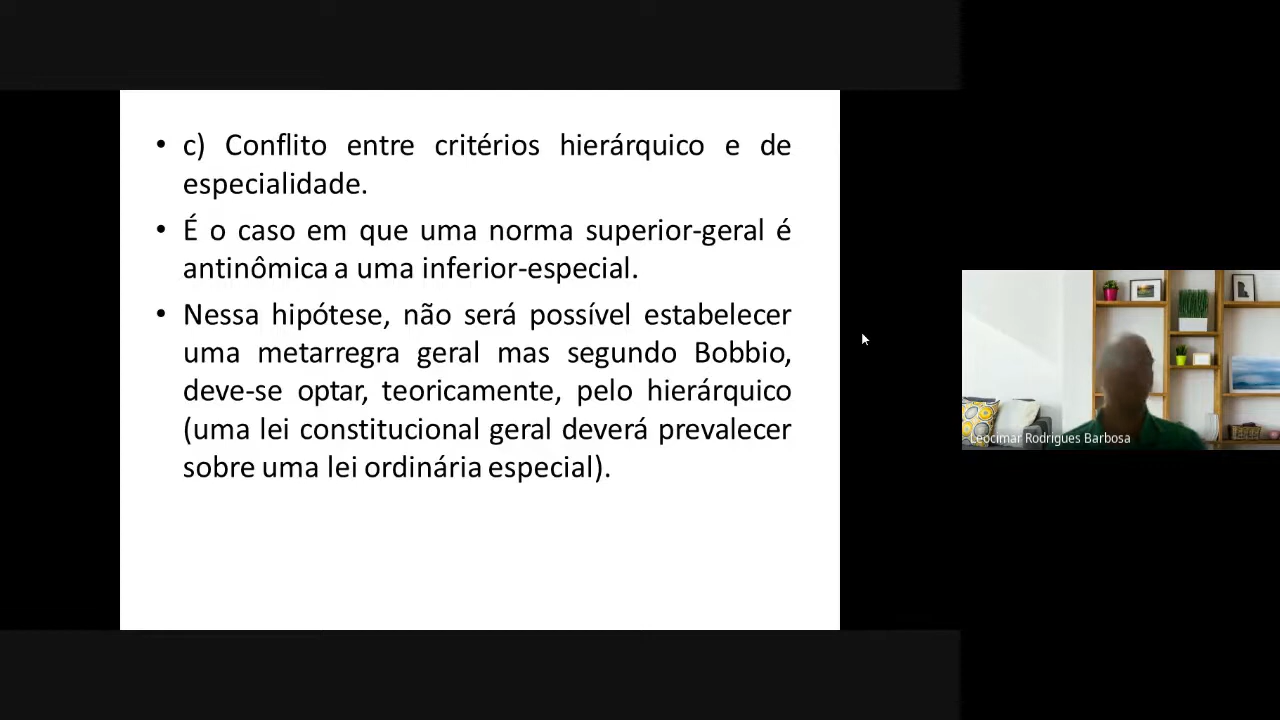 • c) Conflito entre critérios hierárquico e de
especialidade.
• É o caso em que uma norma superior-geral é
antinômica a uma inferior-especial.
• Nessa hipótese, não será possível estabelecer
uma metarregra geral mas segundo Bobbio,
deve-se optar, teoricamente, pelo hierárquico
(uma lei constitucional geral deverá prevalecer
sobre uma lei ordinária especial).
Leocimar Rodrigues Barbosa